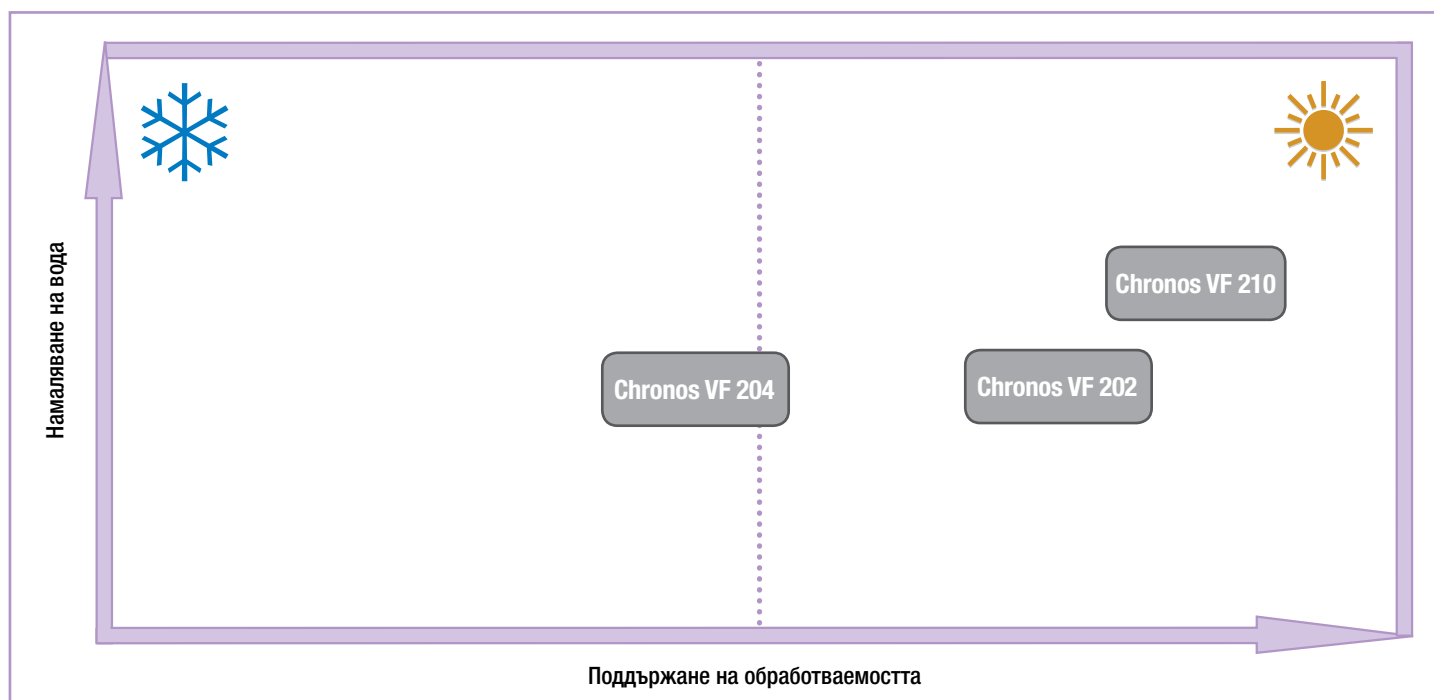 Намаляване на вода
Chronos VF 210
Chronos VF 204
Chronos VF 202
Поддържане на обработваемостта